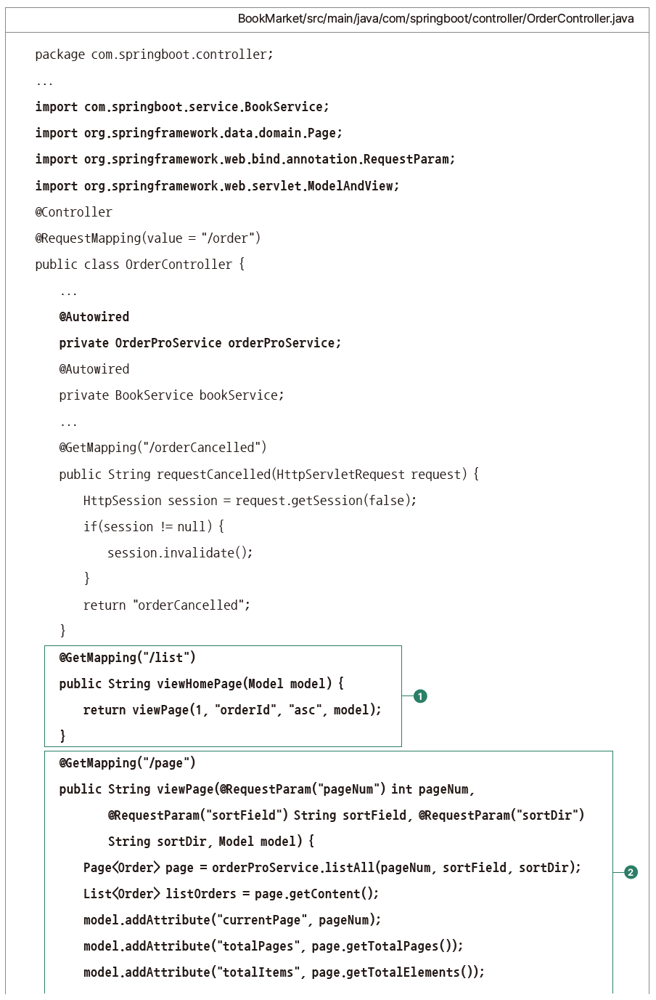 BookMarket/src/main/java/com/springboot/controller/OrderController.java
package com.springboot.controller;
...
import com.springboot.service.BookService;
import org.springframework.data.domain.Page;
import org.springframework.web.bind.annotation.RequestParam;
import org.springframework.web.servlet.ModelAndView;
@Controller
@RequestMapping(value = "/order")
public class OrderController {
...
@Autowired
private OrderProService orderProService;
@Autowired
private BookService bookService;
...
@GetMapping("/orderCancelled")
public String requestCancelled(HttpServletRequest request) {
HttpSession session = request.getSession(false);
if(session != null) {
session.invalidate();
}
return "orderCancelled";
}
@GetMapping("/list")
public String viewHomePage(Model model) {
1
return viewPage(1, "orderId", "asc", model);
}
@GetMapping("/page")
public String viewPage(@RequestParam("pageNum") int pageNum,
@RequestParam("sortField") String sortField, @RequestParam("sortDir")
String sortDir, Model model) {
Page<Order> page = orderProService.listAll(pageNum, sortField, sortDir);
2
List<Order> listOrders = page.getContent();
model.addAttribute("currentPage", pageNum);
model.addAttribute("totalPages", page.getTotalPages());
model.addAttribute("totalItems", page.getTotalElements());